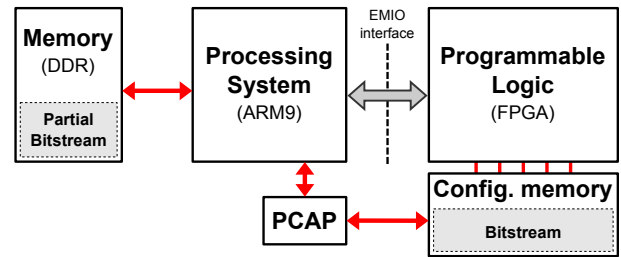 EMIO
interface
Memory
(DDR)
Partial
Bitstream
Processing
System
(ARM9)
Programmable
Logic
(FPGA)
PCAP
Config. memory
Bitstream